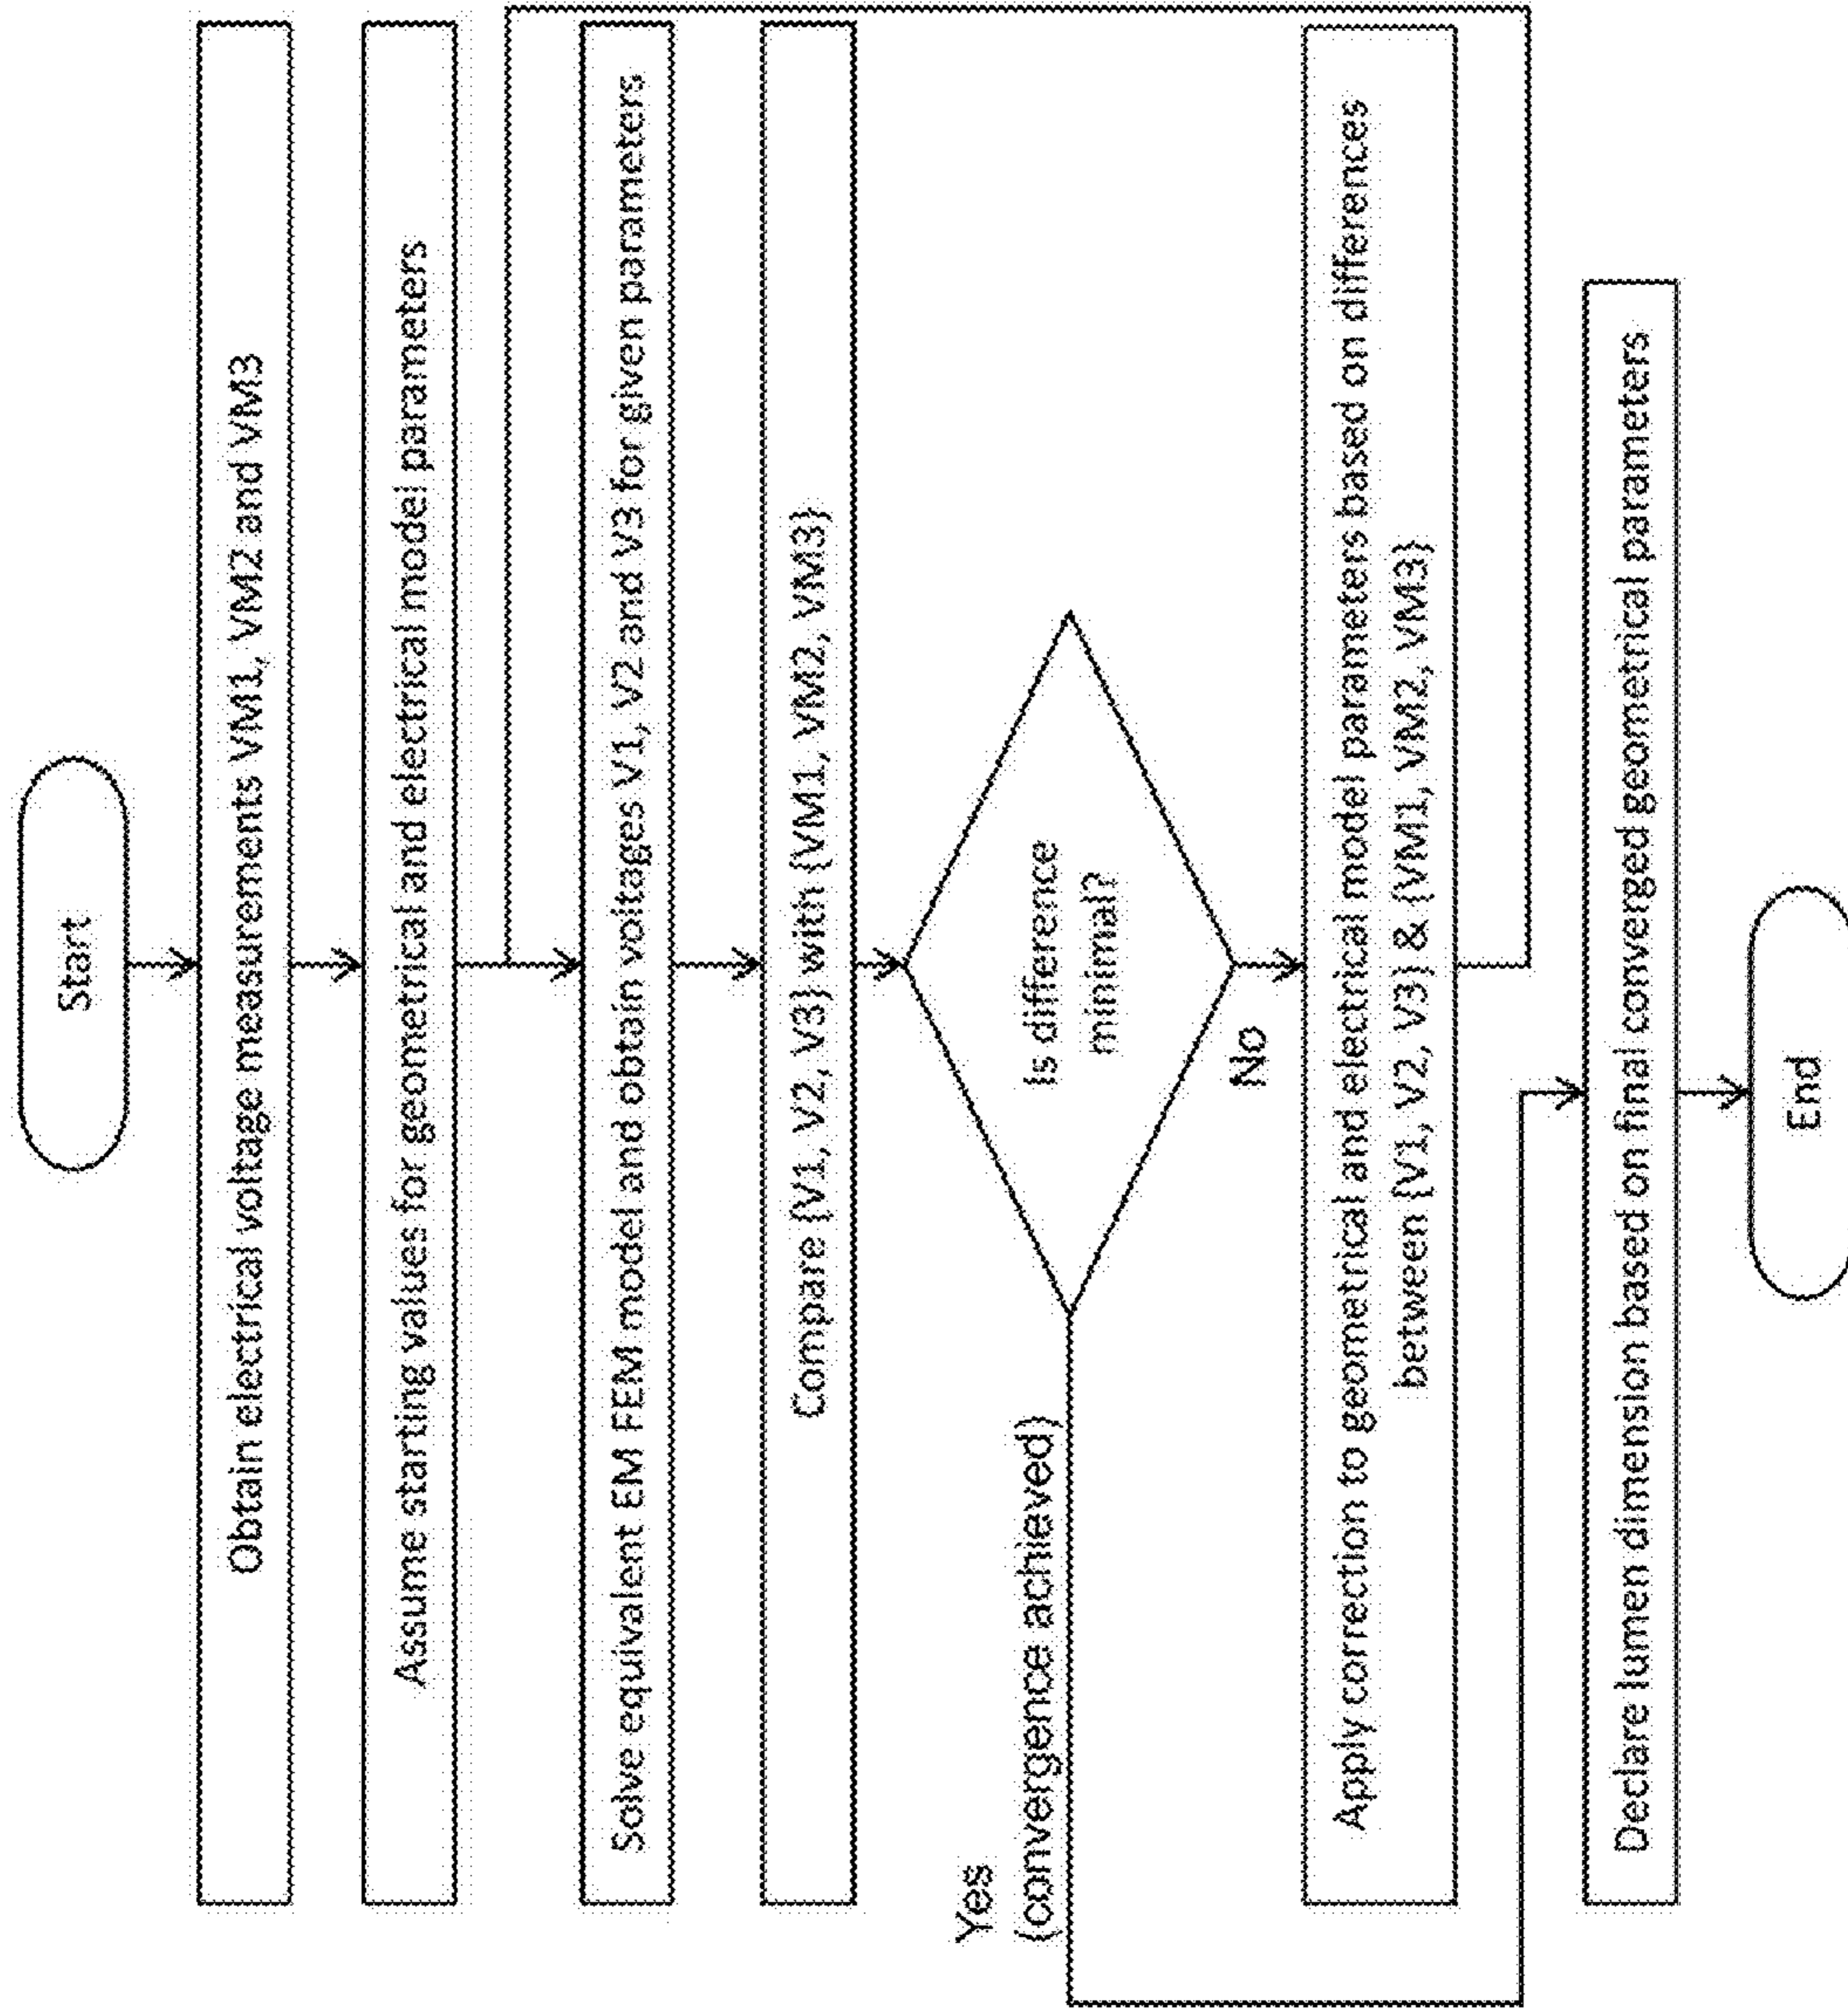 Start
Obtain electrical voltage measurements VM1, VM2 and VM3
Assume starting values for geometrical and electrical model parameters
Solve equivalent EM FEM model and obtain voltages V1, V2 and V3 for given parameters
Compare {V1, V2, V3} with {VM1, VM2, VM3}
Is difference
minimal?
Yes
(convergence achieved)
No
Apply correction to geometrical and electrical model parameters based on differences
between {V1, V2, V3} & {VM1, VM2, VM3}
Declare lumen dimension based on final converged geometrical parameters
End